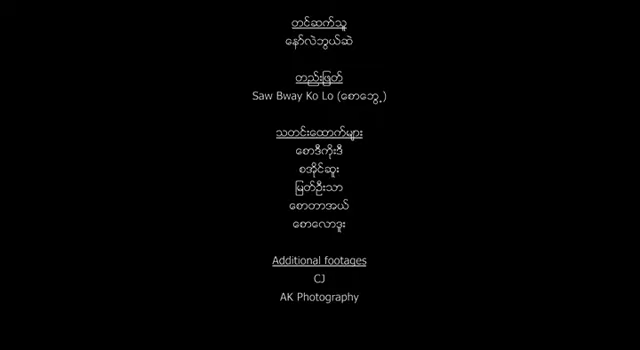 တင်ဆက်သူ
နော်လဲဘွယ်ဆဲ
တည်းဖြတ်
Saw Bway Ko Lo (စောဘွေ့)
သတင်းထောက်များ
စောဒီကိုးဒီ
စအိုင်ဆူး
မြတ်ဦးသာ
စောတာအယ်
စောလောဒူး
Additional footages
CJ
AK Photography